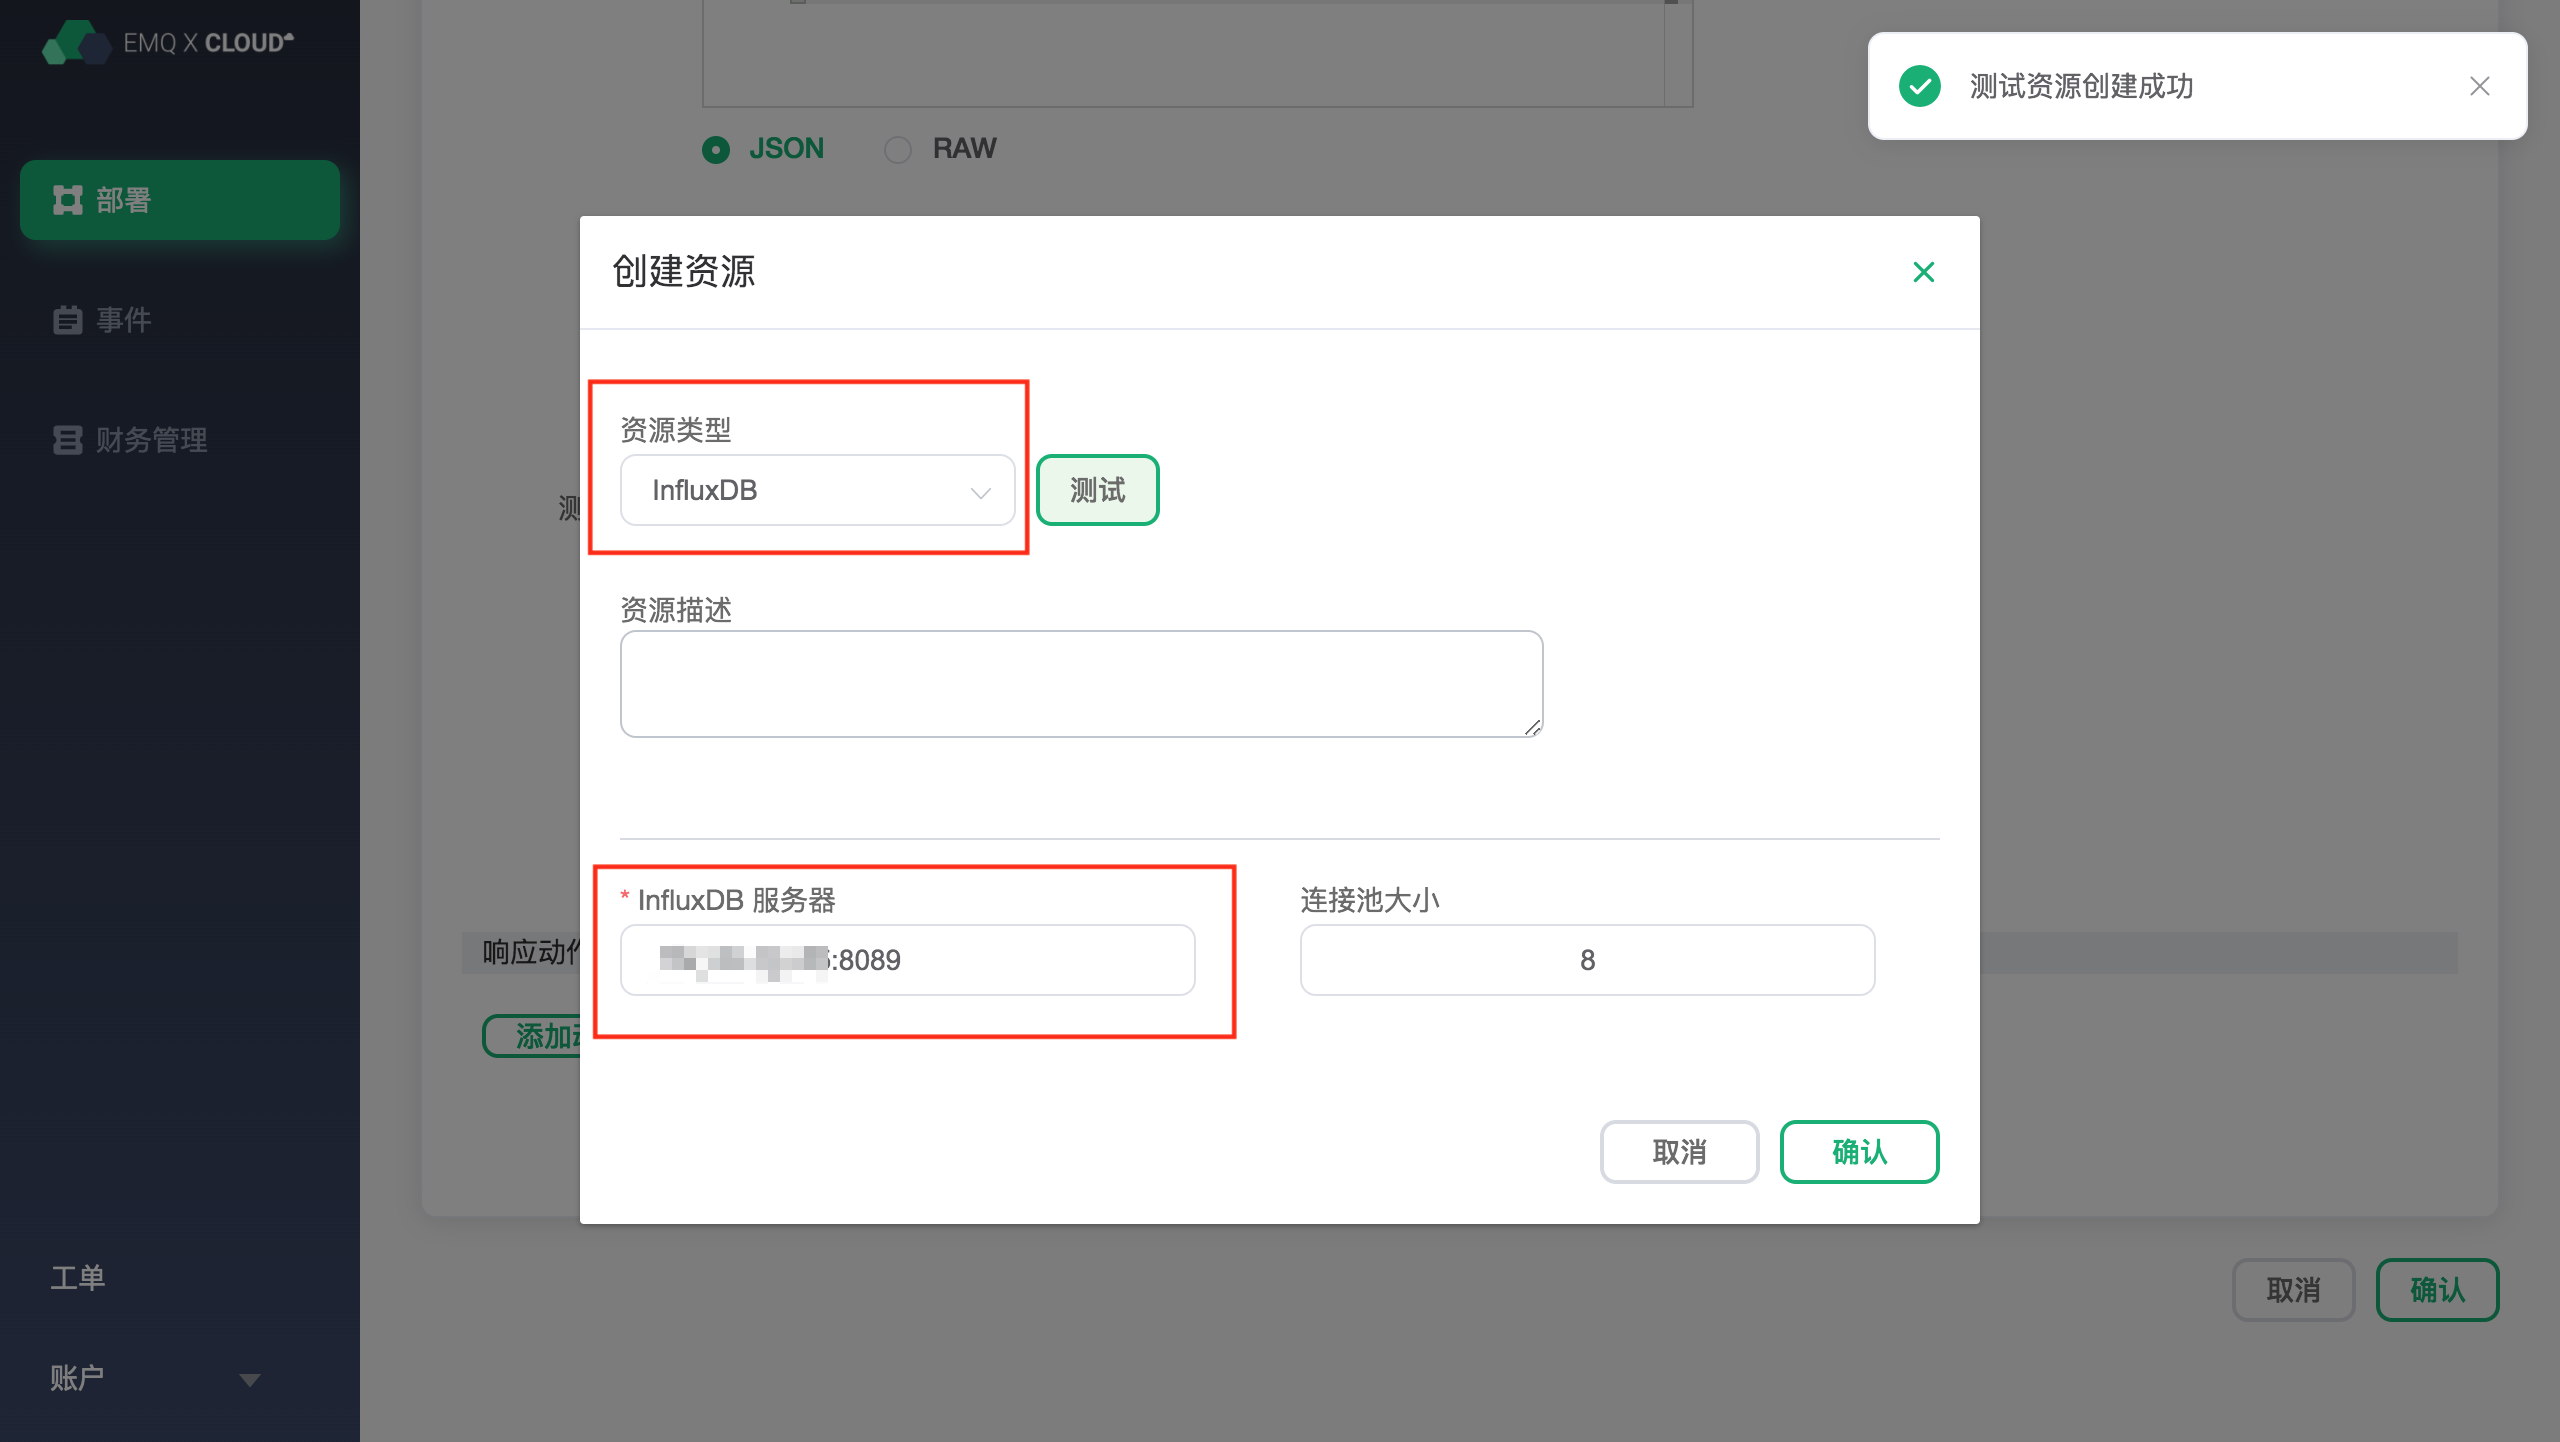 EMQ X CLOUD
部署
事件
财务管理
工单
账户
测试资源创建成功
JSON
RAW
创建资源
资源类型
InfluxDB
测试
资源描述
* InfluxDB 服务器
:8089
连接池大小
8
取消
确认
测
响应动作
添加
取消
确认